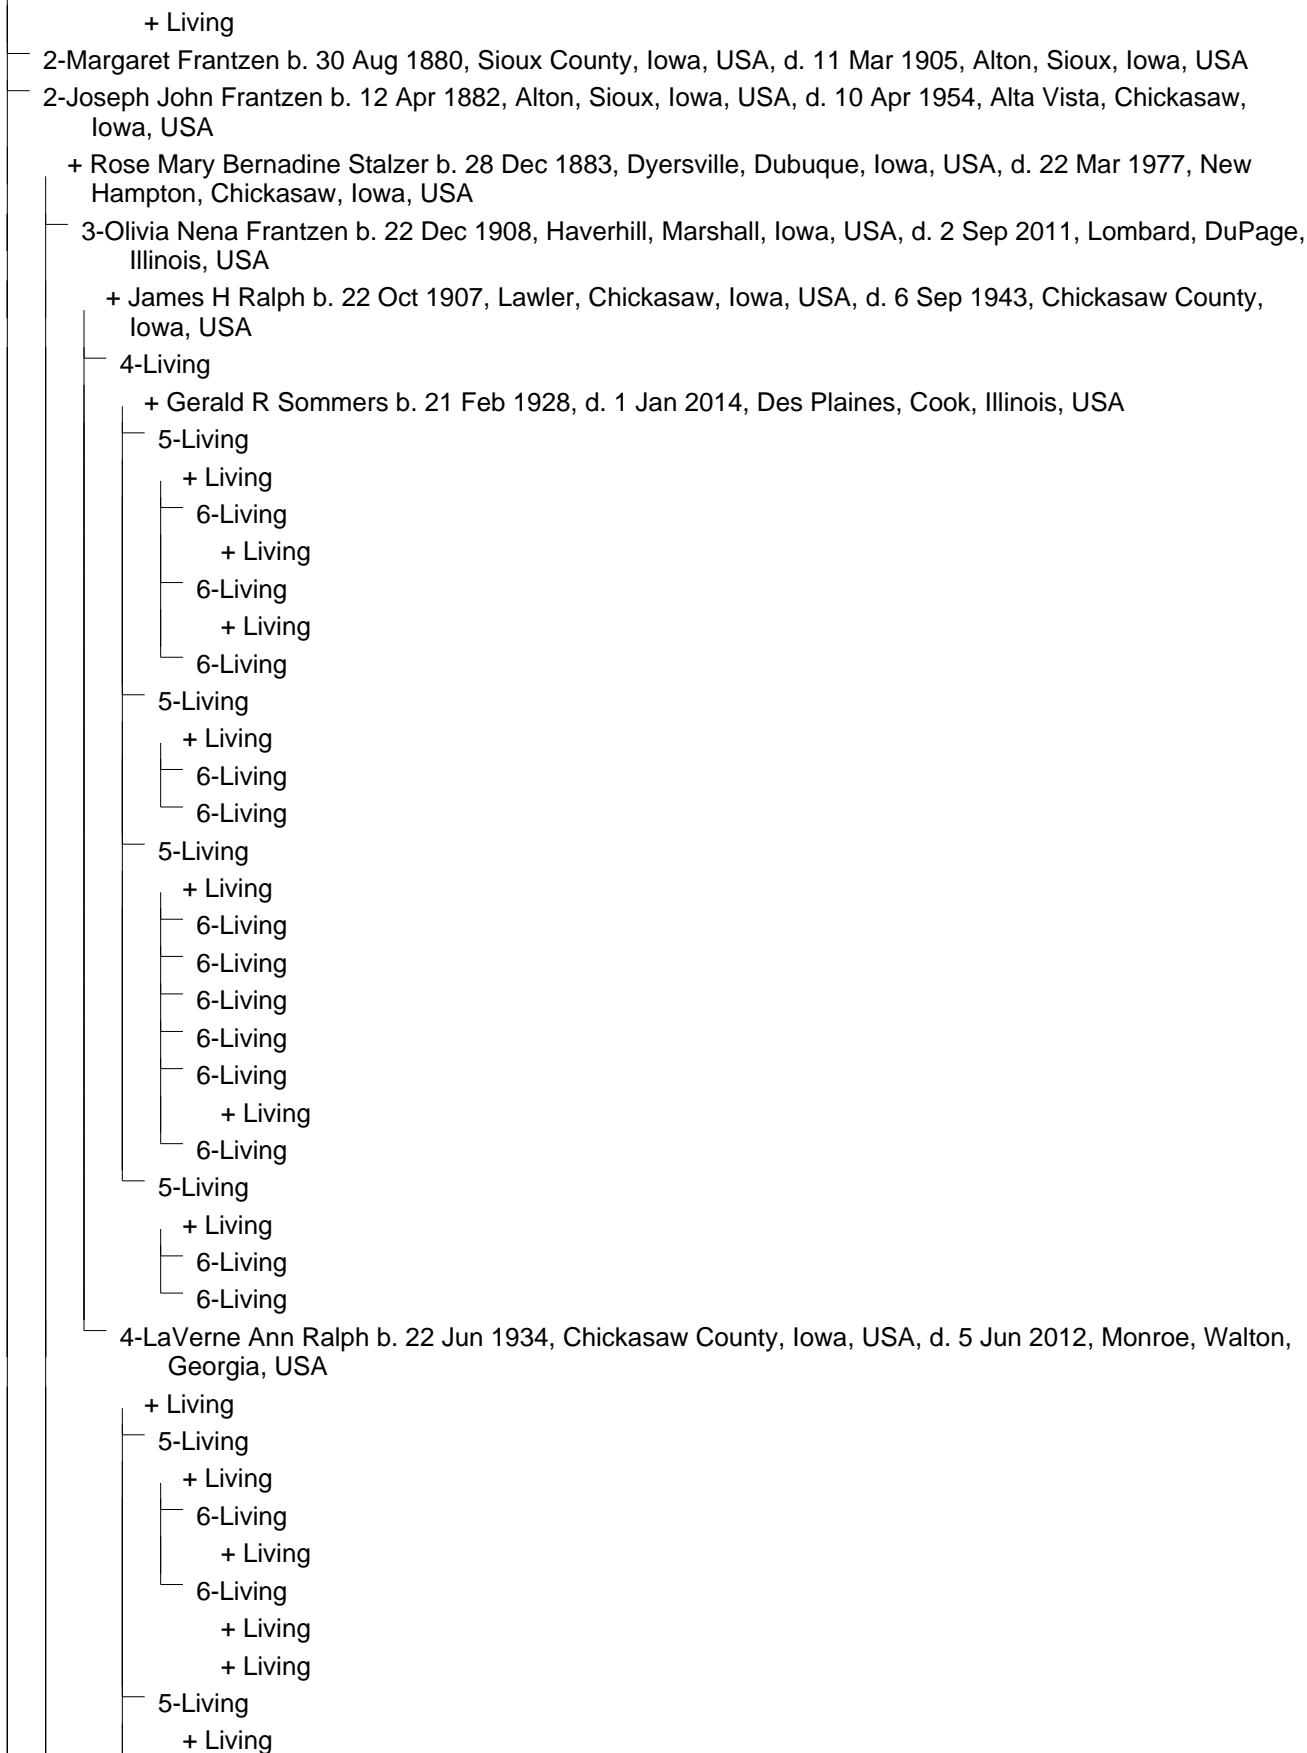 + Living
2-Margaret Frantzen b. 30 Aug 1880, Sioux County, Iowa, USA, d. 11 Mar 1905, Alton, Sioux, Iowa, USA
2-Joseph John Frantzen b. 12 Apr 1882, Alton, Sioux, Iowa, USA, d. 10 Apr 1954, Alta Vista, Chickasaw,
Iowa, USA
+ Rose Mary Bernadine Stalzer b. 28 Dec 1883, Dyersville, Dubuque, Iowa, USA, d. 22 Mar 1977, New
Hampton, Chickasaw, Iowa, USA
3-Olivia Nena Frantzen b. 22 Dec 1908, Haverhill, Marshall, Iowa, USA, d. 2 Sep 2011, Lombard, DuPage,
Illinois, USA
+ James H Ralph b. 22 Oct 1907, Lawler, Chickasaw, Iowa, USA, d. 6 Sep 1943, Chickasaw County,
Iowa, USA
4-Living
+ Gerald R Sommers b. 21 Feb 1928, d. 1 Jan 2014, Des Plaines, Cook, Illinois, USA
5-Living
+ Living
6-Living
+ Living
6-Living
+ Living
6-Living
5-Living
+ Living
6-Living
6-Living
5-Living
+ Living
6-Living
6-Living
6-Living
6-Living
6-Living
+ Living
6-Living
5-Living
+ Living
6-Living
6-Living
4-LaVerne Ann Ralph b. 22 Jun 1934, Chickasaw County, Iowa, USA, d. 5 Jun 2012, Monroe, Walton,
Georgia, USA
+ Living
5-Living
+ Living
6-Living
+ Living
6-Living
+ Living
+ Living
5-Living
+ Living